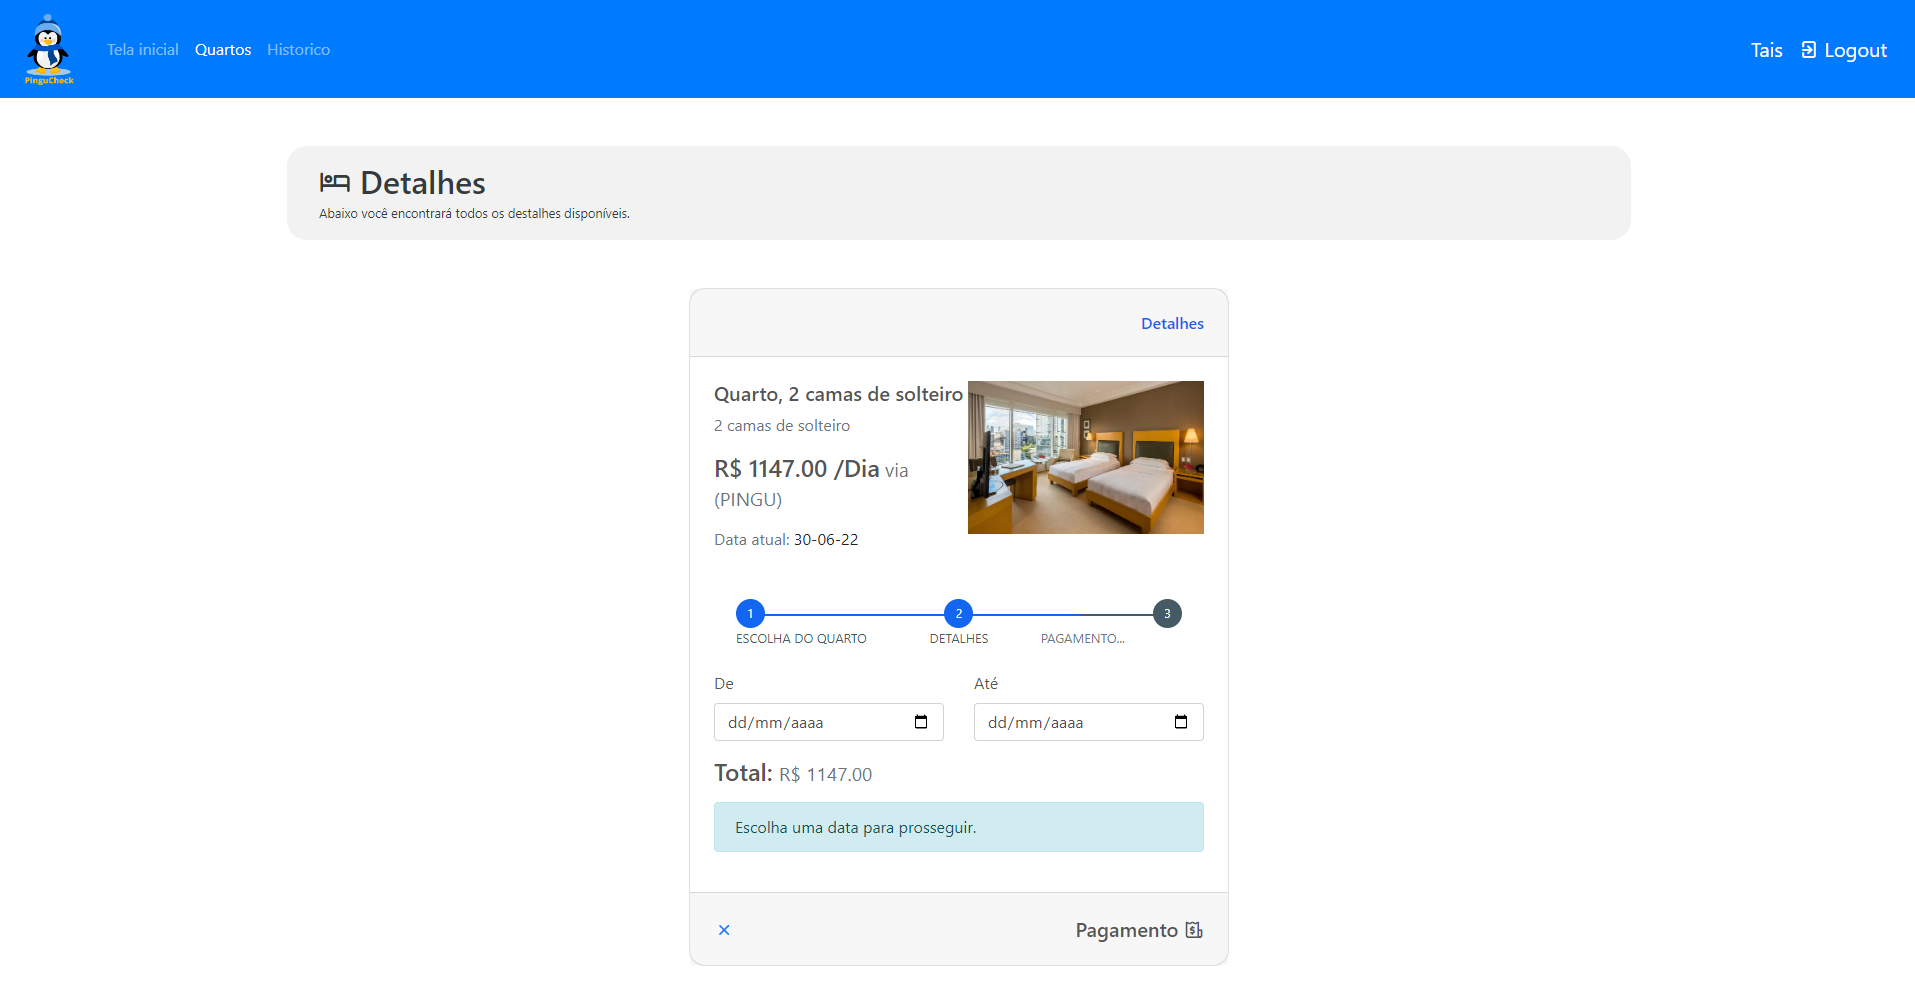 PinguCheck
Tela inicial Quartos Historico
Tais Logout
Detalhes
Abaixo você encontrará todos os destalhes disponíveis.
Detalhes
Quarto, 2 camas de solteiro
2 camas de solteiro
R$ 1147.00 /Dia via
(PINGU)
Data atual: 30-06-22
1 2 3
ESCOLHA DO QUARTO DETALHES PAGAMENTO...
De Até
dd/mm/aaaa dd/mm/aaaa
Total: R$ 1147.00
Escolha uma data para prosseguir.
Pagamento